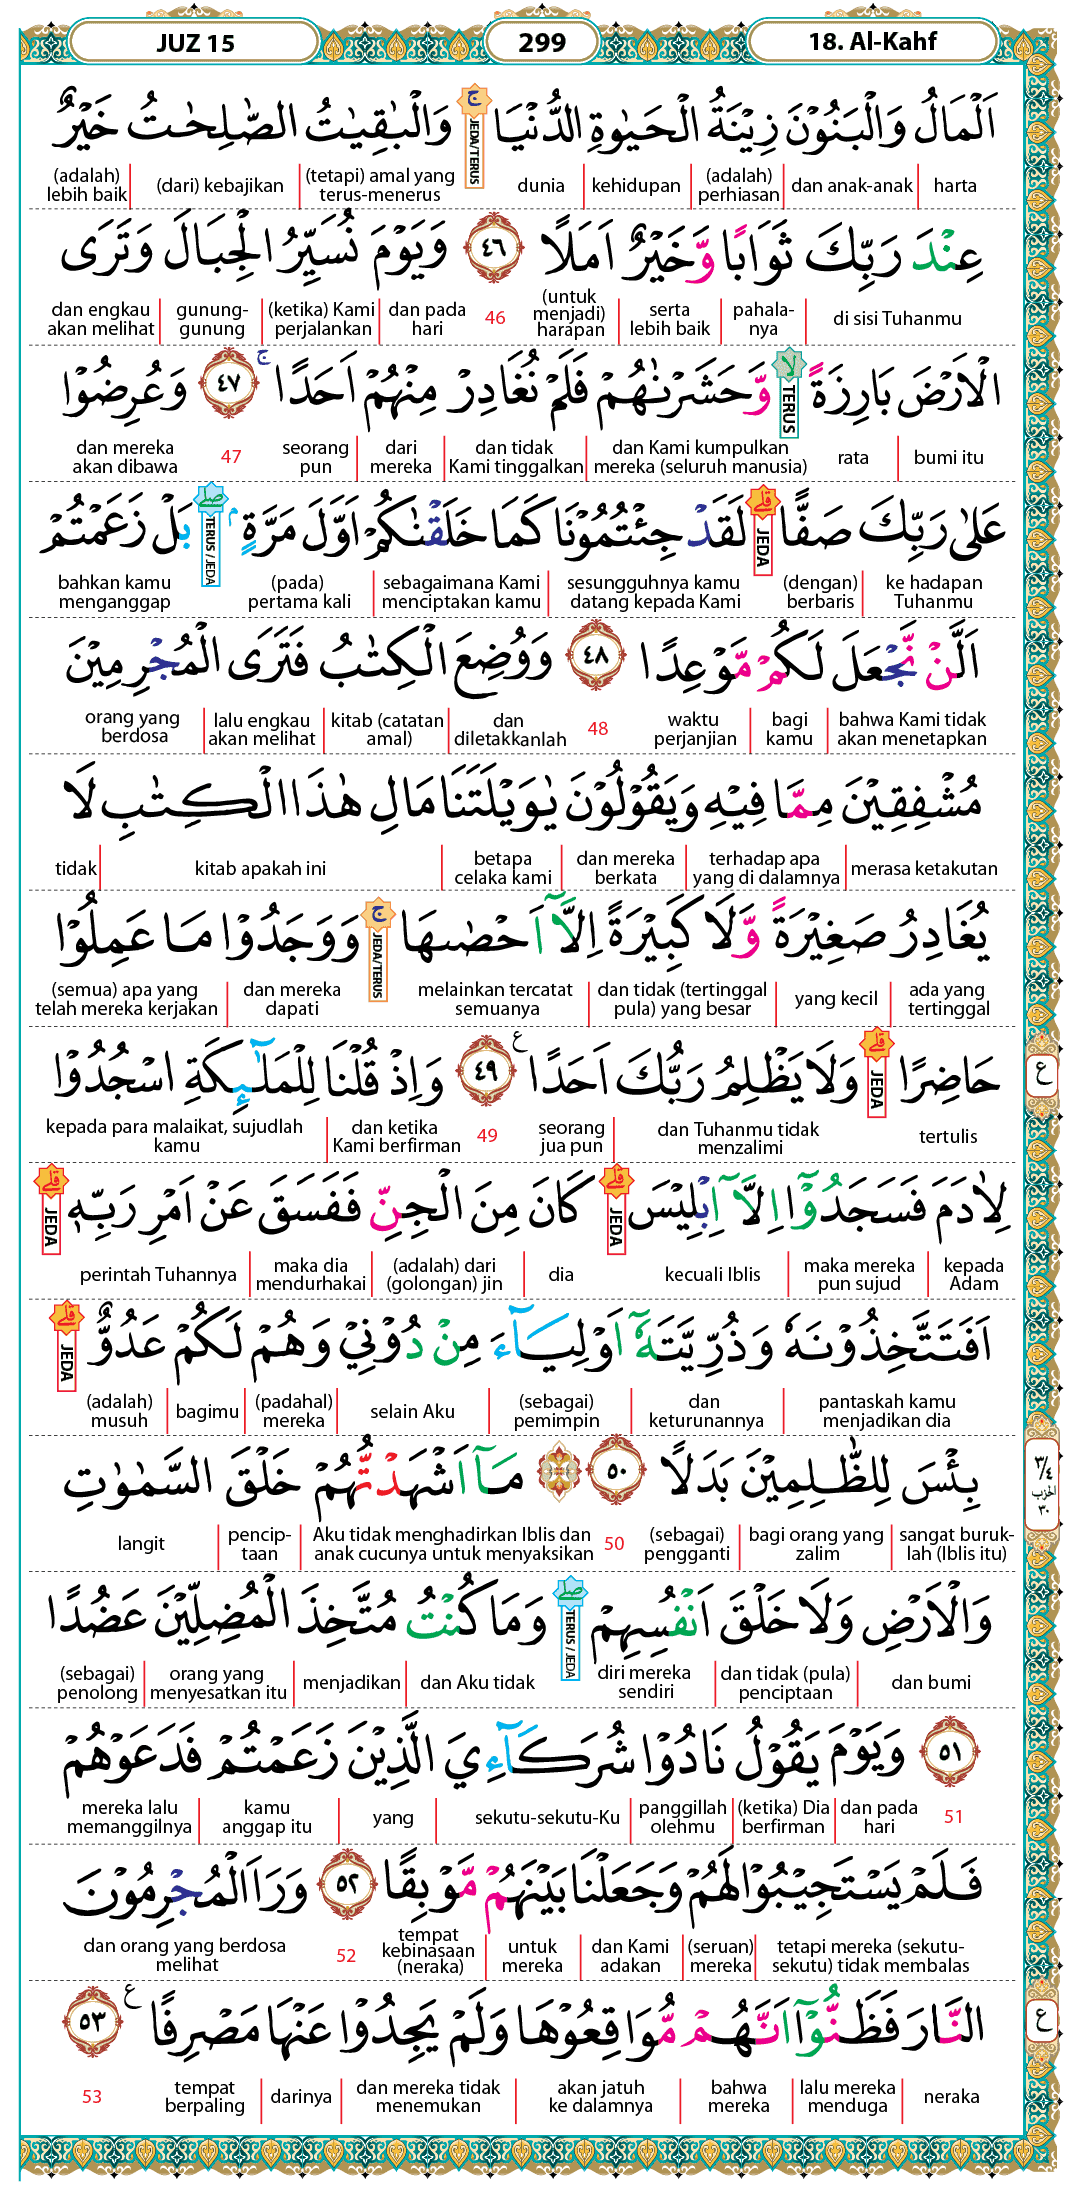 JUZ 15 299 18. Al-Kahf
اَلْمَالُ وَالْبَنُوْنَ زِيْنَةُ الْحَيٰوةِ الدُّنْيَا ۚ وَالْبٰقِيٰتُ الصّٰلِحٰتُ خَيْرٌ
JEDA/TERUS
harta | dan anak-anak | (adalah) perhiasan | kehidupan | dunia | (tetapi) amal yang terus-menerus | (dari) kebajikan | (adalah) lebih baik
عِنْدَ رَبِّكَ ثَوَابًا وَّخَيْرٌ اَمَلًا ٤٦ وَيَوْمَ نُسَيِّرُ الْجِبَالَ وَتَرَى
di sisi Tuhanmu | pahala-nya | serta lebih baik | (untuk menjadi) harapan 46 dan pada hari | (ketika) Kami perjalankan | gunung-gunung | dan engkau akan melihat
الْاَرْضَ بَارِزَةً ۙ وَّحَشَرْنٰهُمْ فَلَمْ نُغَادِرْ مِنْهُمْ اَحَدًا ۚ ٤٧ وَعُرِضُوْا
TERUS
bumi itu | rata dan Kami kumpulkan mereka (seluruh manusia) | dan tidak Kami tinggalkan | dari mereka | seorang pun 47 dan mereka akan dibawa
عَلٰى رَبِّكَ صَفًّا ۗ لَقَدْ جِئْتُمُوْنَا كَمَا خَلَقْنٰكُمْ اَوَّلَ مَرَّةٍ ۢ ۖ بَلْ زَعَمْتُمْ
JEDA TERUS / JEDA
ke hadapan Tuhanmu | (dengan) berbaris sesungguhnya kamu datang kepada Kami | sebagaimana Kami menciptakan kamu | (pada) pertama kali bahkan kamu menganggap
اَلَّنْ نَّجْعَلَ لَكُمْ مَّوْعِدًا ٤٨ وَوُضِعَ الْكِتٰبُ فَتَرَى الْمُجْرِمِيْنَ
bahwa Kami tidak akan menetapkan | bagi kamu | waktu perjanjian 48 dan diletakkanlah | kitab (catatan amal) | lalu engkau akan melihat | orang yang berdosa
مُشْفِقِيْنَ مِمَّا فِيْهِ وَيَقُوْلُوْنَ يٰوَيْلَتَنَا مَالِ هٰذَا الْكِتٰبِ لَا
merasa ketakutan | terhadap apa yang di dalamnya | dan mereka berkata | betapa celaka kami | kitab apakah ini | tidak
يُغَادِرُ صَغِيْرَةً وَّلَا كَبِيْرَةً اِلَّآ اَحْصٰىهَا ۚ وَوَجَدُوْا مَا عَمِلُوْا
JEDA/TERUS
ada yang tertinggal | yang kecil | dan tidak (tertinggal pula) yang besar | melainkan tercatat semuanya dan mereka dapati | (semua) apa yang telah mereka kerjakan
حَاضِرًا ۗ وَلَا يَظْلِمُ رَبُّكَ اَحَدًا ع ٤٩ وَاِذْ قُلْنَا لِلْمَلٰۤىِٕكَةِ اسْجُدُوْا
JEDA ع
tertulis dan Tuhanmu tidak menzalimi | seorang jua pun 49 dan ketika Kami berfirman | kepada para malaikat, sujudlah kamu
لِاٰدَمَ فَسَجَدُوْٓا اِلَّآ اِبْلِيْسَ ۗ كَانَ مِنَ الْجِنِّ فَفَسَقَ عَنْ اَمْرِ رَبِّهٖ ۗ
JEDA JEDA
kepada Adam | maka mereka pun sujud | kecuali Iblis dia | (adalah) dari (golongan) jin | maka dia mendurhakai | perintah Tuhannya
اَفَتَتَّخِذُوْنَهٗ وَذُرِّيَّتَهٗٓ اَوْلِيَاۤءَ مِنْ دُوْنِيْ وَهُمْ لَكُمْ عَدُوٌّ ۗ
JEDA
pantaskah kamu menjadikan dia | dan keturunannya | (sebagai) pemimpin | selain Aku | (padahal) mereka | bagimu | (adalah) musuh
بِئْسَ لِلظّٰلِمِيْنَ بَدَلًا ٥٠ مَآ اَشْهَدْتُّهُمْ خَلْقَ السَّمٰوٰتِ
٣/٤ الحزب ٣٠
sangat buruk-lah (Iblis itu) | bagi orang yang zalim | (sebagai) pengganti 50 Aku tidak menghadirkan Iblis dan anak cucunya untuk menyaksikan | pencip-taan | langit
وَالْاَرْضِ وَلَا خَلْقَ اَنْفُسِهِمْ ۖ وَمَا كُنْتُ مُتَّخِذَ الْمُضِلِّيْنَ عَضُدًا
TERUS / JEDA
dan bumi | dan tidak (pula) penciptaan | diri mereka sendiri dan Aku tidak | menjadikan | orang yang menyesatkan itu | (sebagai) penolong
٥١ وَيَوْمَ يَقُوْلُ نَادُوْا شُرَكَاۤءِيَ الَّذِيْنَ زَعَمْتُمْ فَدَعَوْهُمْ
51 dan pada hari | (ketika) Dia berfirman | panggillah olehmu | sekutu-sekutu-Ku | yang | kamu anggap itu | mereka lalu memanggilnya
فَلَمْ يَسْتَجِيْبُوْا لَهُمْ وَجَعَلْنَا بَيْنَهُمْ مَّوْبِقًا ٥٢ وَرَاَ الْمُجْرِمُوْنَ
tetapi mereka (sekutu-sekutu) tidak membalas | (seruan) mereka | dan Kami adakan | untuk mereka | tempat kebinasaan (neraka) 52 dan orang yang berdosa melihat
النَّارَ فَظَنُّوْٓا اَنَّهُمْ مُّوَاقِعُوْهَا وَلَمْ يَجِدُوْا عَنْهَا مَصْرِفًا ع ٥٣
ع
neraka | lalu mereka menduga | bahwa mereka | akan jatuh ke dalamnya | dan mereka tidak menemukan | darinya | tempat berpaling 53